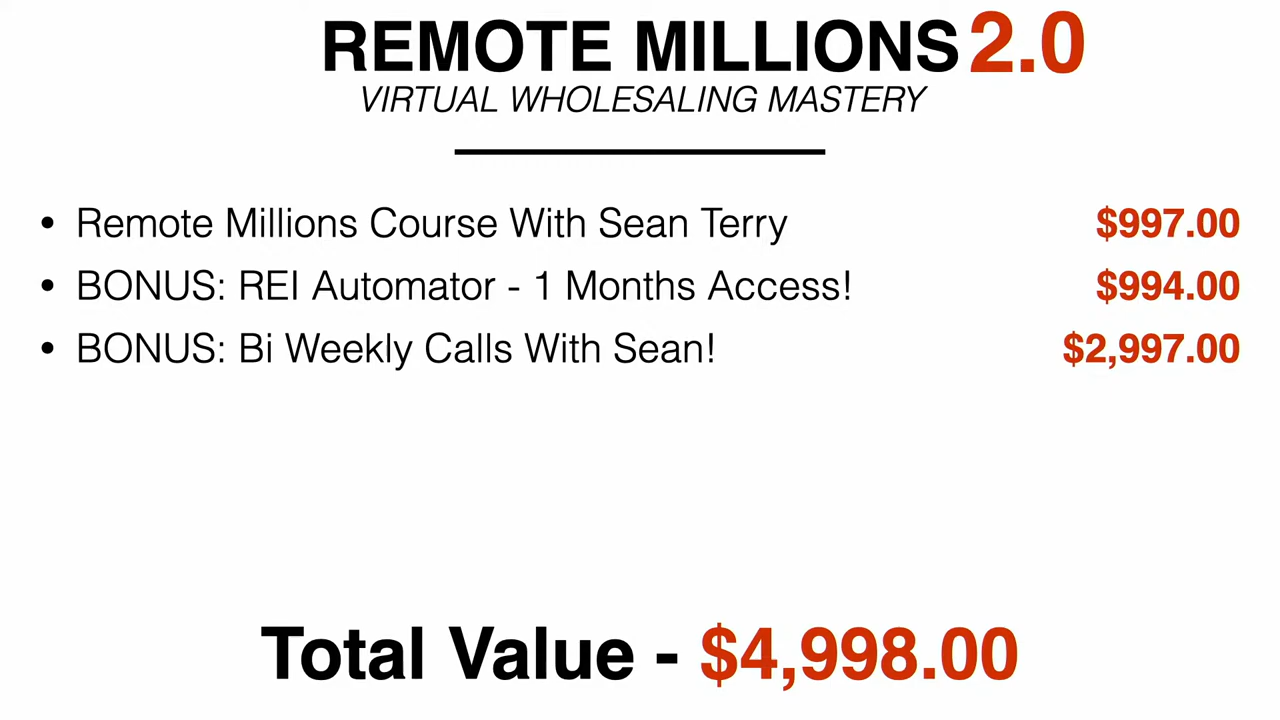 REMOTE MILLIONS 2.0
VIRTUAL WHOLESALING MASTERY
• Remote Millions Course With Sean Terry $997.00
• BONUS: REI Automator - 1 Months Access! $994.00
• BONUS: Bi Weekly Calls With Sean! $2,997.00
Total Value - $4,998.00